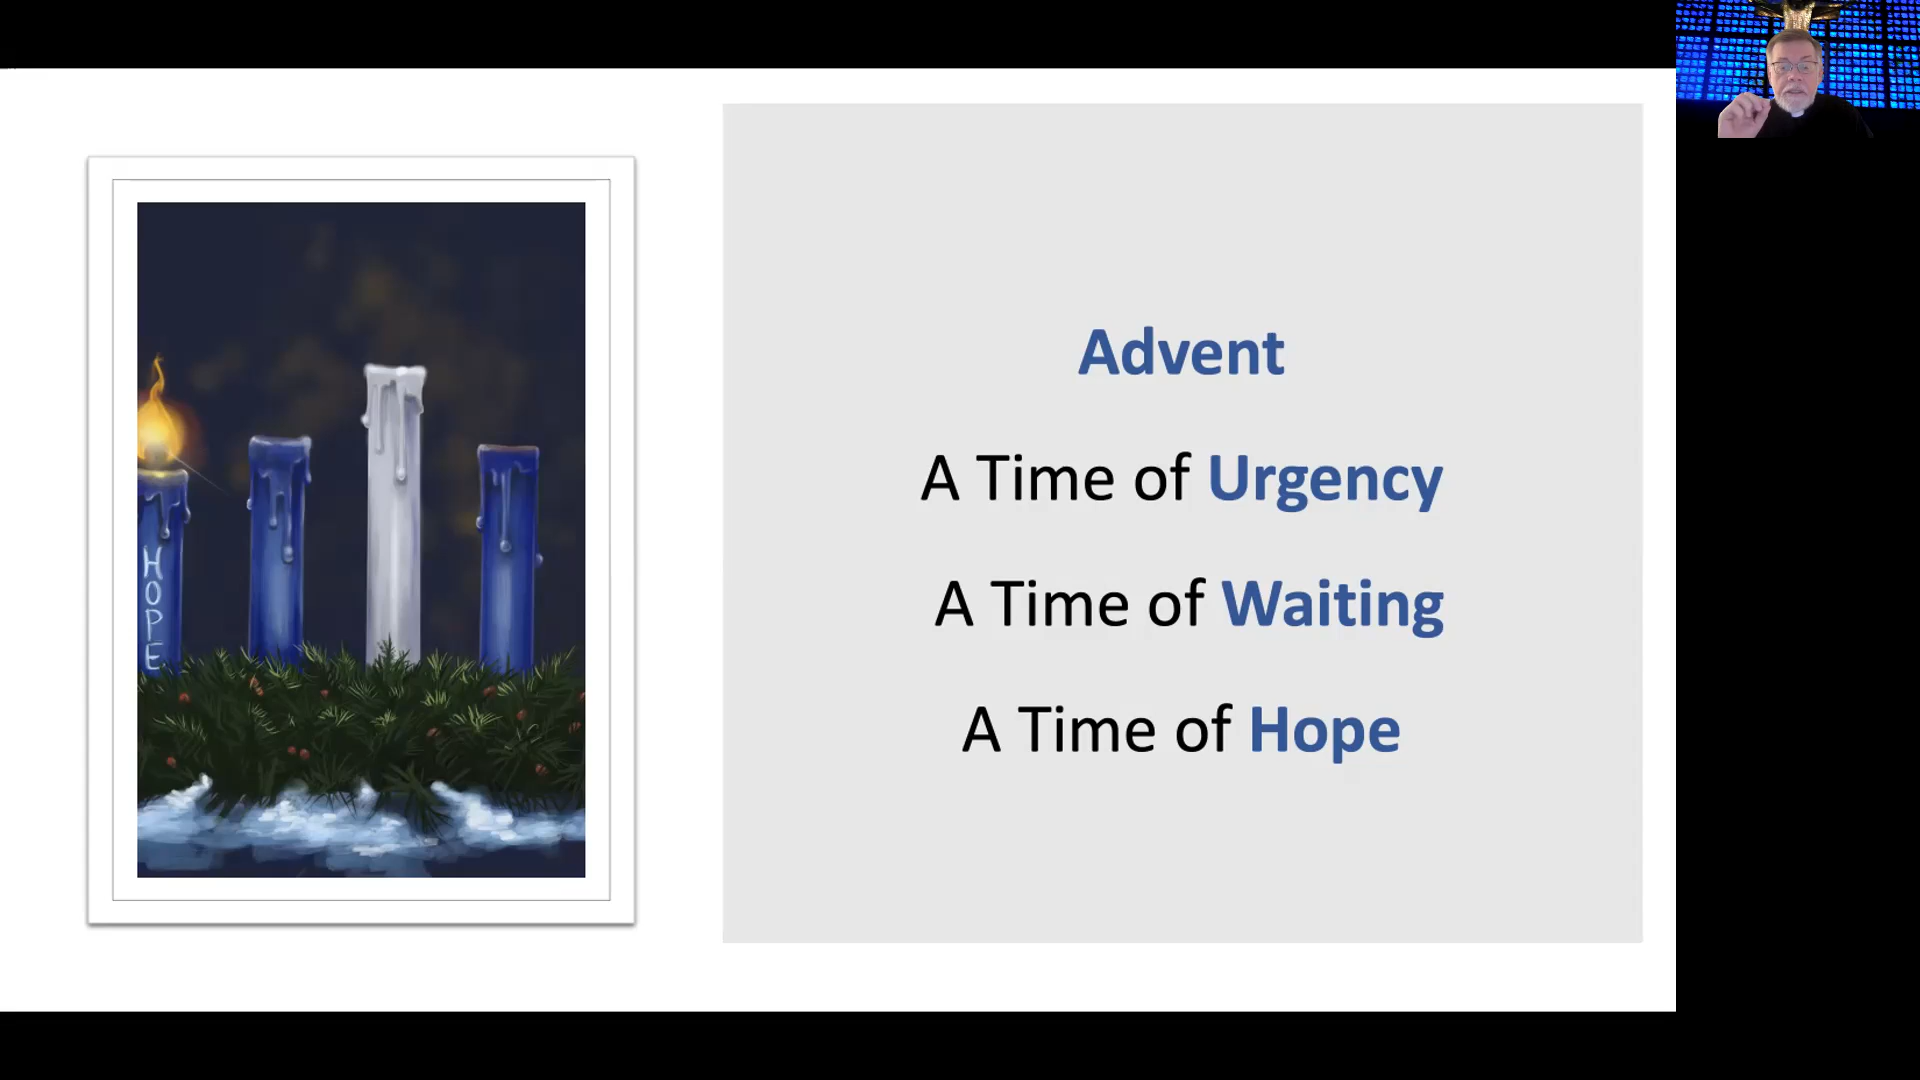 HOPE
Advent
A Time of Urgency
A Time of Waiting
A Time of Hope